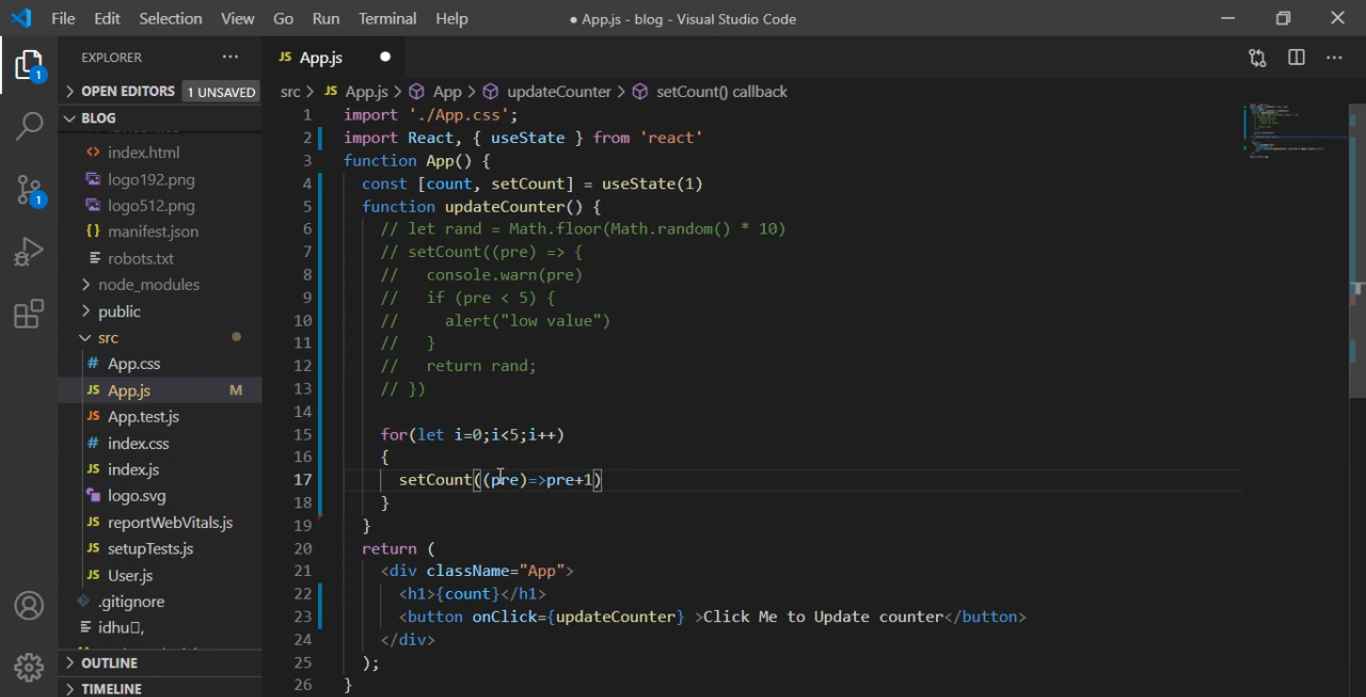 File Edit Selection View Go Run Terminal Help ● App.js - blog - Visual Studio Code
EXPLORER ···
JS App.js ●
> OPEN EDITORS 1 UNSAVED
src > JS App.js > App > updateCounter > setCount() callback
BLOG
<> index.html
logo192.png
logo512.png
{} manifest.json
robots.txt
> node_modules
> public
src
# App.css
JS App.js M
JS App.test.js
# index.css
JS index.js
logo.svg
JS reportWebVitals.js
JS setupTests.js
JS User.js
.gitignore
idhu▯,
> OUTLINE
> TIMELINE
1
1
1 import './App.css';
2 import React, { useState } from 'react'
3 function App() {
4 const [count, setCount] = useState(1)
5 function updateCounter() {
6 // let rand = Math.floor(Math.random() * 10)
7 // setCount((pre) => {
8 // console.warn(pre)
9 // if (pre < 5) {
10 // alert("low value")
11 // }
12 // return rand;
13 // })
14
15 for(let i=0;i<5;i++)
16 {
17 setCount((pre)=>pre+1)
18 }
19 }
20 return (
21 <div className="App">
22 <h1>{count}</h1>
23 <button onClick={updateCounter} >Click Me to Update counter</button>
24 </div>
25 );
26 }